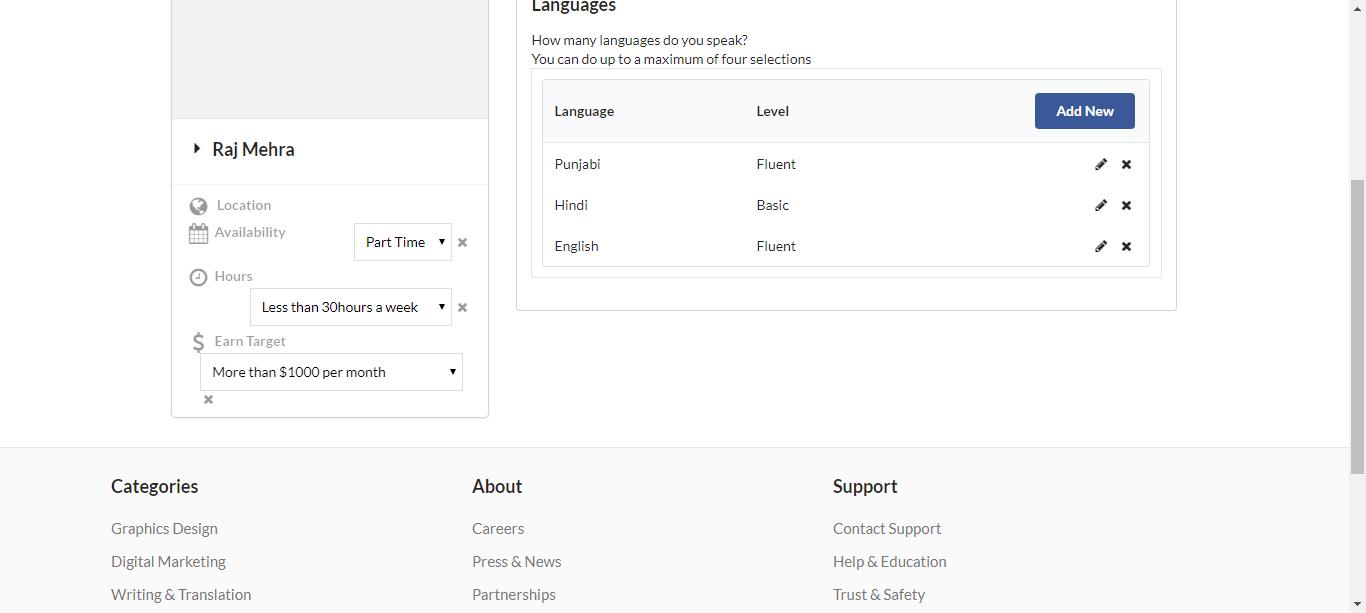 Languages
How many languages do you speak?
You can do up to a maximum of four selections
Language Level Add New
Punjabi Fluent
Hindi Basic
English Fluent
Raj Mehra
Location
Availability
Part Time
Hours
Less than 30hours a week
Earn Target
More than $1000 per month
Categories
Graphics Design
Digital Marketing
Writing & Translation
About
Careers
Press & News
Partnerships
Support
Contact Support
Help & Education
Trust & Safety